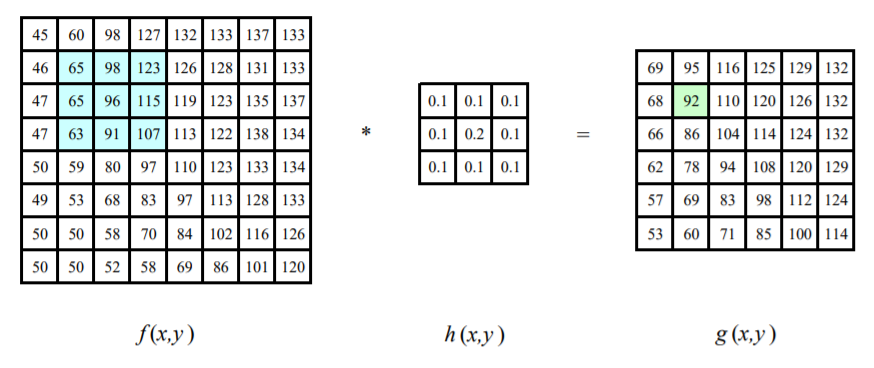 45 60 98 127 132 133 137 133
46 65 98 123 126 128 131 133
47 65 96 115 119 123 135 137
47 63 91 107 113 122 138 134
50 59 80 97 110 123 133 134
49 53 68 83 97 113 128 133
50 50 58 70 84 102 116 126
50 50 52 58 69 86 101 120
f(x,y)
*
0.1 0.1 0.1
0.1 0.2 0.1
0.1 0.1 0.1
h(x,y)
=
69 95 116 125 129 132
68 92 110 120 126 132
66 86 104 114 124 132
62 78 94 108 120 129
57 69 83 98 112 124
53 60 71 85 100 114
g(x,y)